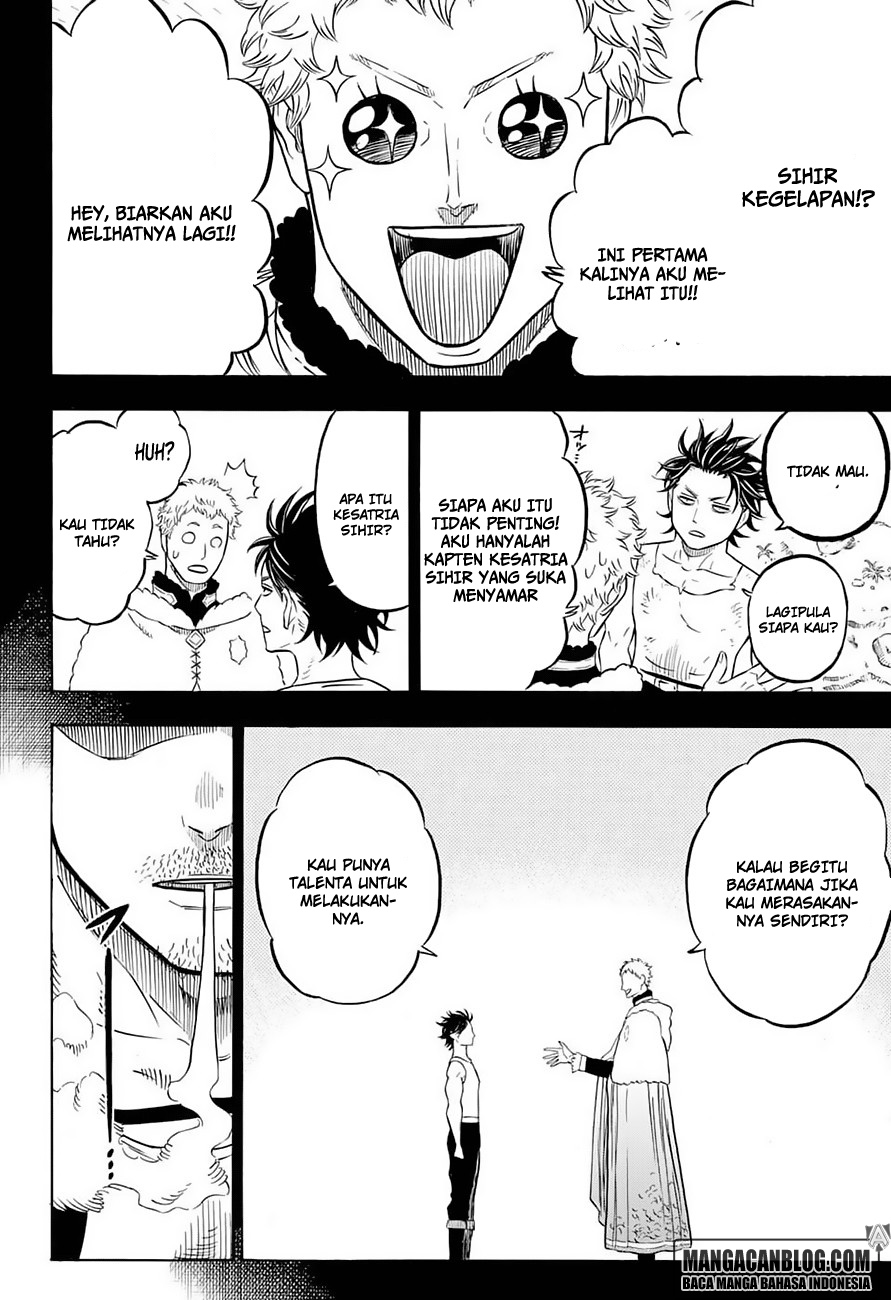 SIHIR
KEGELAPAN!?
INI PERTAMA
KALINYA AKU ME-
LIHAT ITU!!
HEY, BIARKAN AKU
MELIHATNYA LAGI!!
TIDAK MAU.
LAGIPULA
SIAPA KAU?
SIAPA AKU ITU
TIDAK PENTING!
AKU HANYALAH
KAPTEN KESATRIA
SIHIR YANG SUKA
MENYAMAR
APA ITU
KESATRIA
SIHIR?
HUH?
KAU TIDAK
TAHU?
KALAU BEGITU
BAGAIMANA JIKA
KAU MERASAKAN-
NYA SENDIRI?
KAU PUNYA
TALENTA UNTUK
MELAKUKAN-
NYA.
MANGACANBLOG.COM
BACA MANGA BAHASA INDONESIA